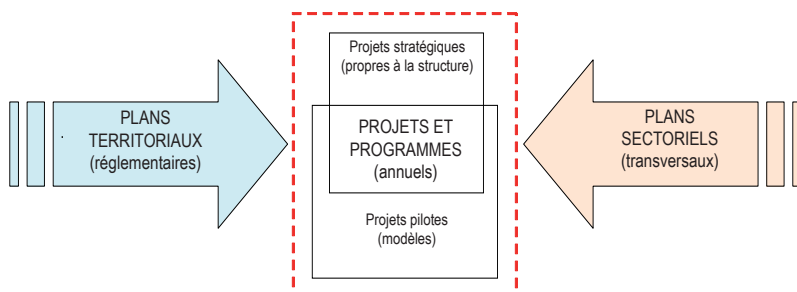 PLANS
TERRITORIAUX
(réglementaires)
Projets stratégiques
(propres à la structure)
PROJETS ET
PROGRAMMES
(annuels)
Projets pilotes
(modèles)
PLANS
SECTORIELS
(transversaux)